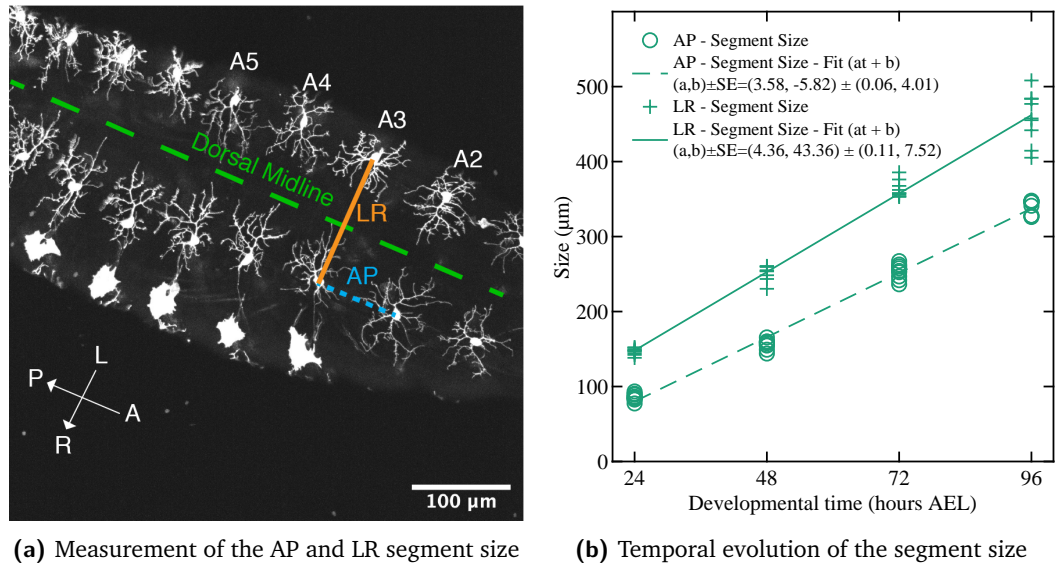 A5
A4
A3
A2
Dorsal Midline
LR
AP
L
P
A
R
100 μm
(a) Measurement of the AP and LR segment size
AP - Segment Size
AP - Segment Size - Fit (at + b)
(a,b)±SE=(3.58, -5.82) ± (0.06, 4.01)
LR - Segment Size
LR - Segment Size - Fit (at + b)
(a,b)±SE=(4.36, 43.36) ± (0.11, 7.52)
Size (μm)
500
400
300
200
100
0
24 48 72 96
Developmental time (hours AEL)
(b) Temporal evolution of the segment size